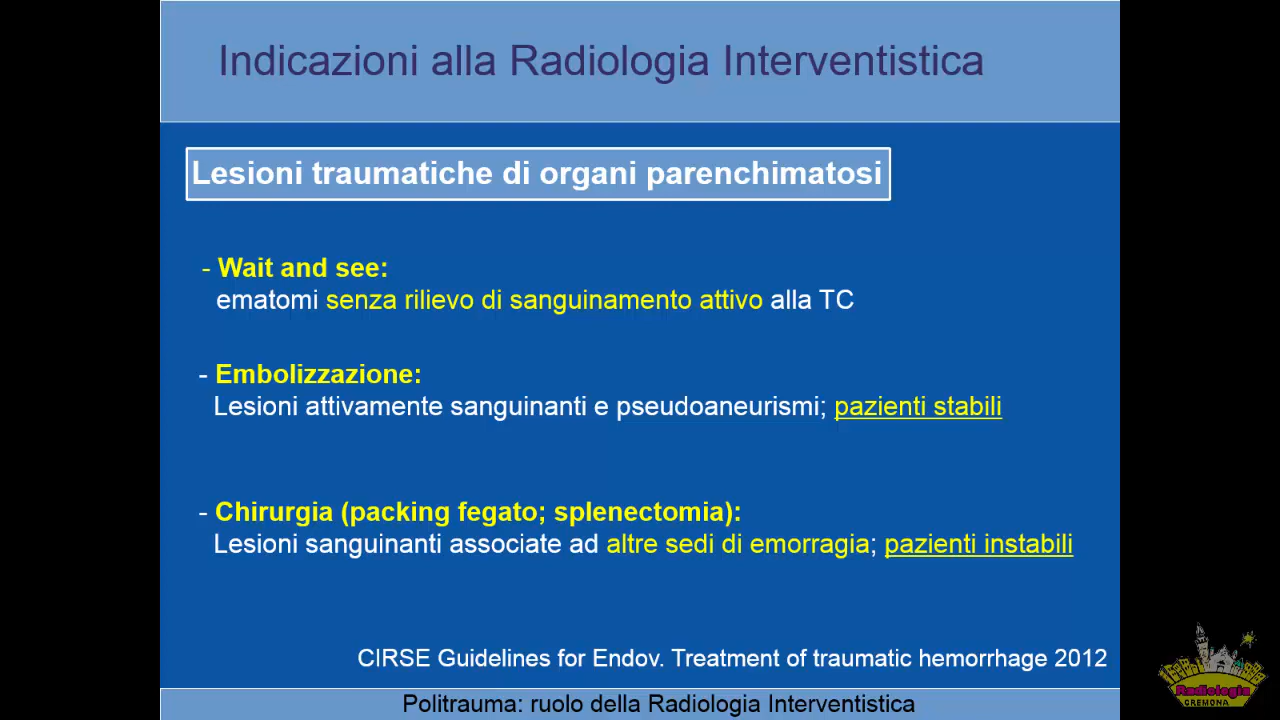 Indicazioni alla Radiologia Interventistica
Lesioni traumatiche di organi parenchimatosi
- Wait and see:
ematomi senza rilievo di sanguinamento attivo alla TC
- Embolizzazione:
Lesioni attivamente sanguinanti e pseudoaneurismi; pazienti stabili
- Chirurgia (packing fegato; splenectomia):
Lesioni sanguinanti associate ad altre sedi di emorragia; pazienti instabili
CIRSE Guidelines for Endov. Treatment of traumatic hemorrhage 2012
Politrauma: ruolo della Radiologia Interventistica
Radiologia
CREMONA